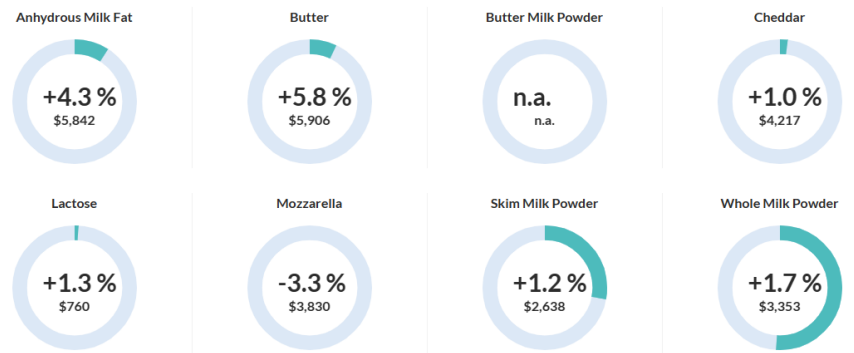 Anhydrous Milk Fat
+4.3 %
$5,842
Butter
+5.8 %
$5,906
Butter Milk Powder
n.a.
n.a.
Cheddar
+1.0 %
$4,217
Lactose
+1.3 %
$760
Mozzarella
-3.3 %
$3,830
Skim Milk Powder
+1.2 %
$2,638
Whole Milk Powder
+1.7 %
$3,353